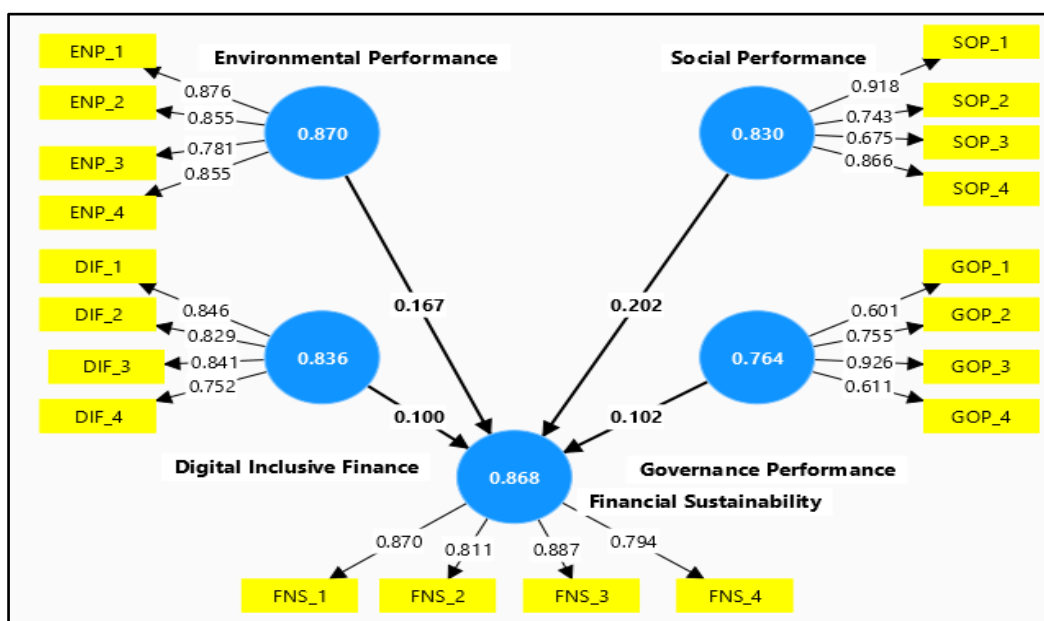 ENP_1
Environmental Performance
Social Performance
SOP_1
0.876
0.918
ENP_2
0.855
0.870
0.830
0.743
SOP_2
ENP_3
0.781
0.675
SOP_3
0.855
0.866
ENP_4
SOP_4
DIF_1
GOP_1
0.846
0.167
0.202
0.601
DIF_2
0.829
0.755
GOP_2
DIF_3
0.841
0.836
0.764
0.926
GOP_3
0.752
0.611
DIF_4
0.100
0.102
GOP_4
Digital Inclusive Finance
0.868
Governance Performance
Financial Sustainability
0.870
0.811
0.887
0.794
FNS_1
FNS_2
FNS_3
FNS_4